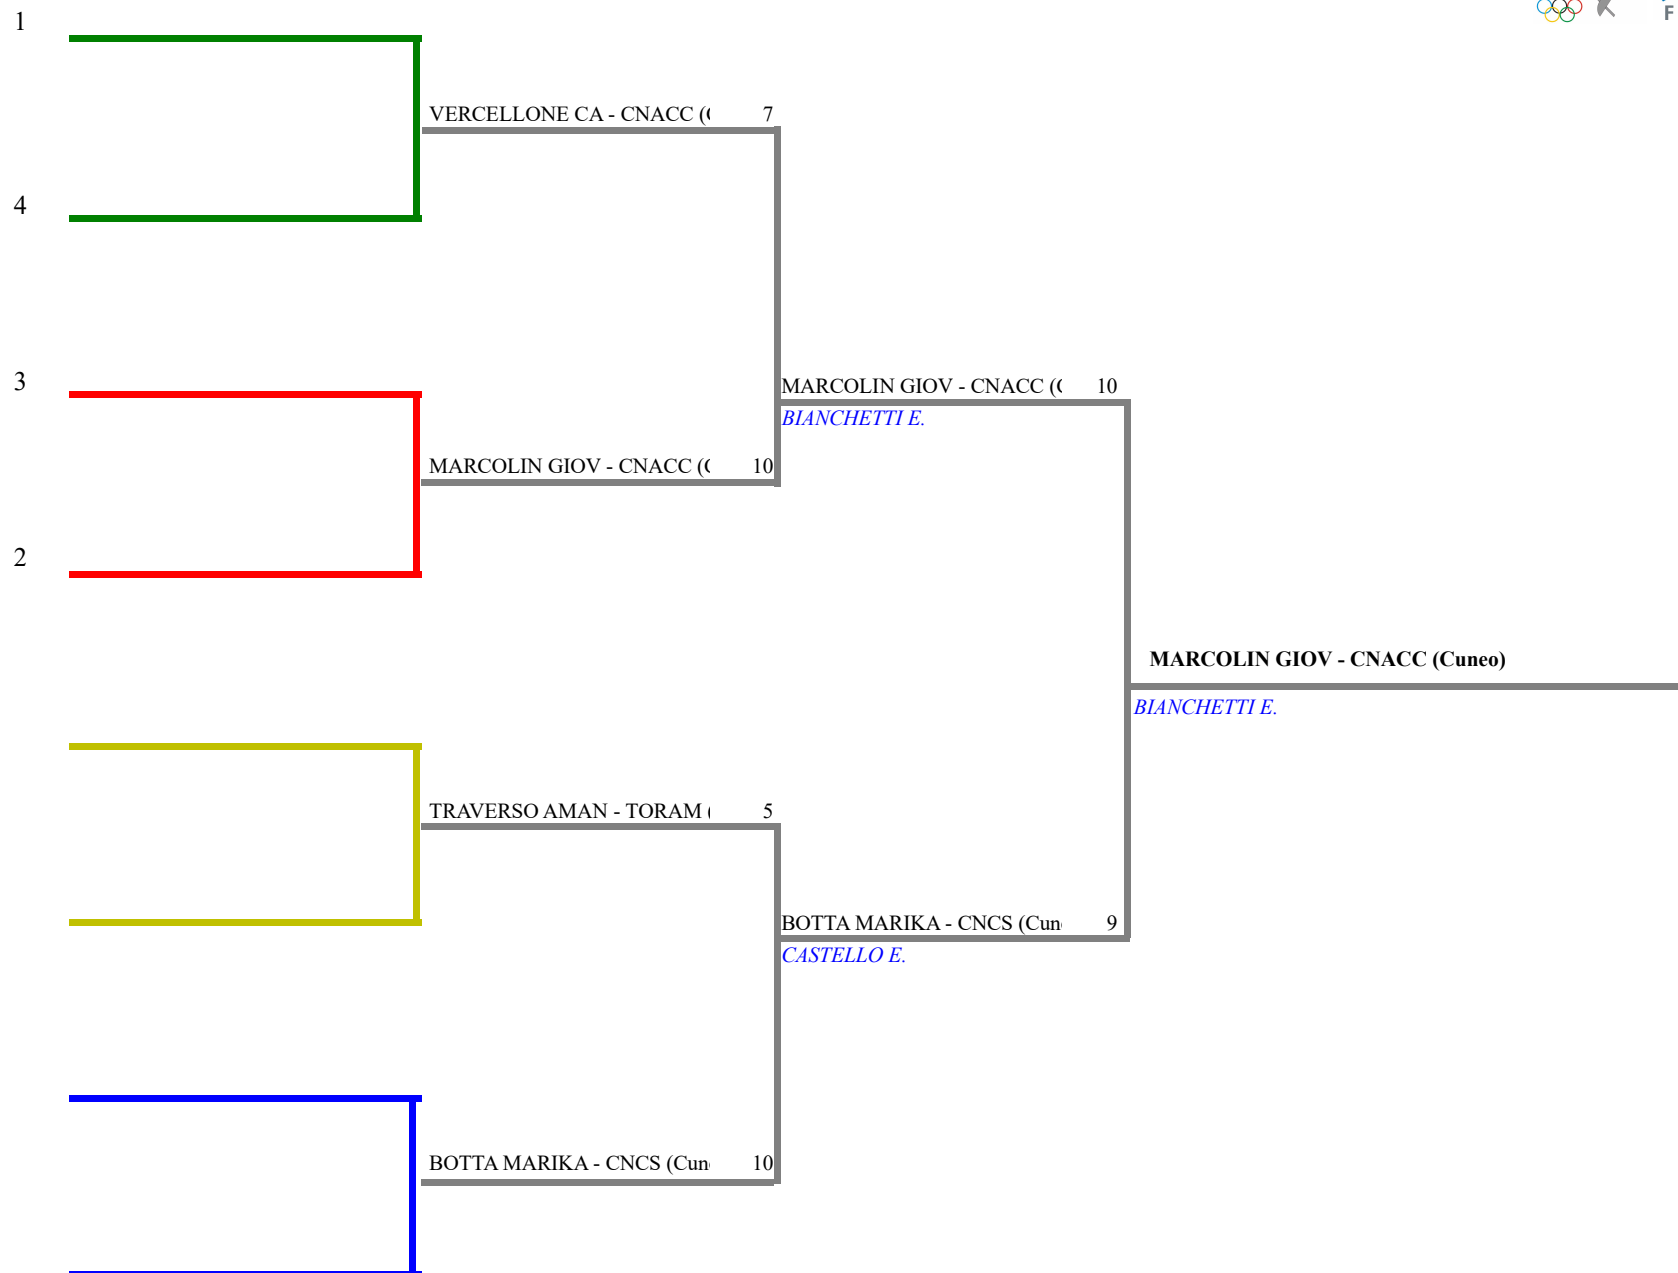 1
F
VERCELLONE CA - CNACC ( 7
4
3
MARCOLIN GIOV - CNACC ( 10
BIANCHETTI E.
MARCOLIN GIOV - CNACC ( 10
2
MARCOLIN GIOV - CNACC (Cuneo)
BIANCHETTI E.
TRAVERSO AMAN - TORAM ( 5
BOTTA MARIKA - CNCS (Cun 9
CASTELLO E.
BOTTA MARIKA - CNCS (Cun 10